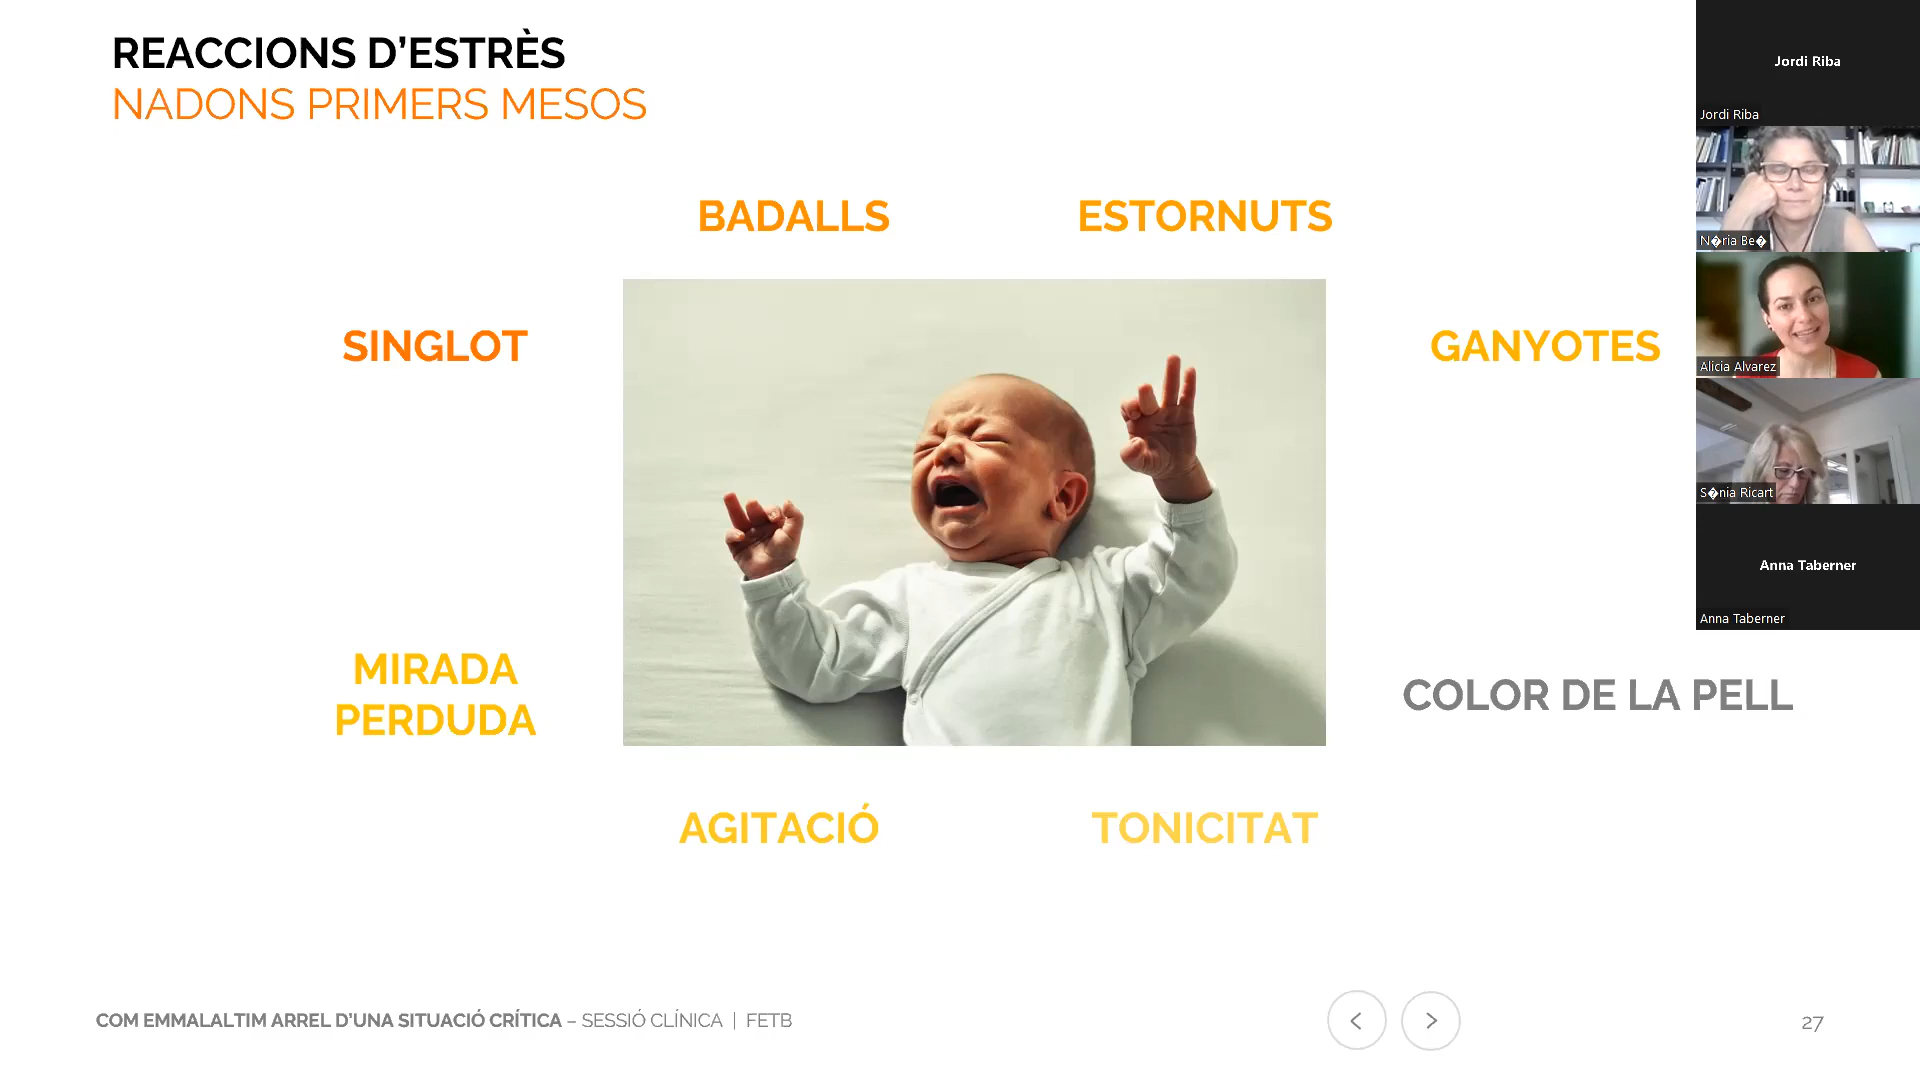 REACCIONS D'ESTRÈS
NADONS PRIMERS MESOS
BADALLS
ESTORNUTS
SINGLOT
GANYOTES
MIRADA
PERDUDA
COLOR DE LA PELL
AGITACIÓ
TONICITAT
COM EMMALALTIM ARREL D'UNA SITUACIÓ CRÍTICA – SESSIÓ CLÍNICA | FETB
27
Jordi Riba
Jordi Riba
N�ria Be�
Alicia Alvarez
S�nia Ricart
Anna Taberner
Anna Taberner